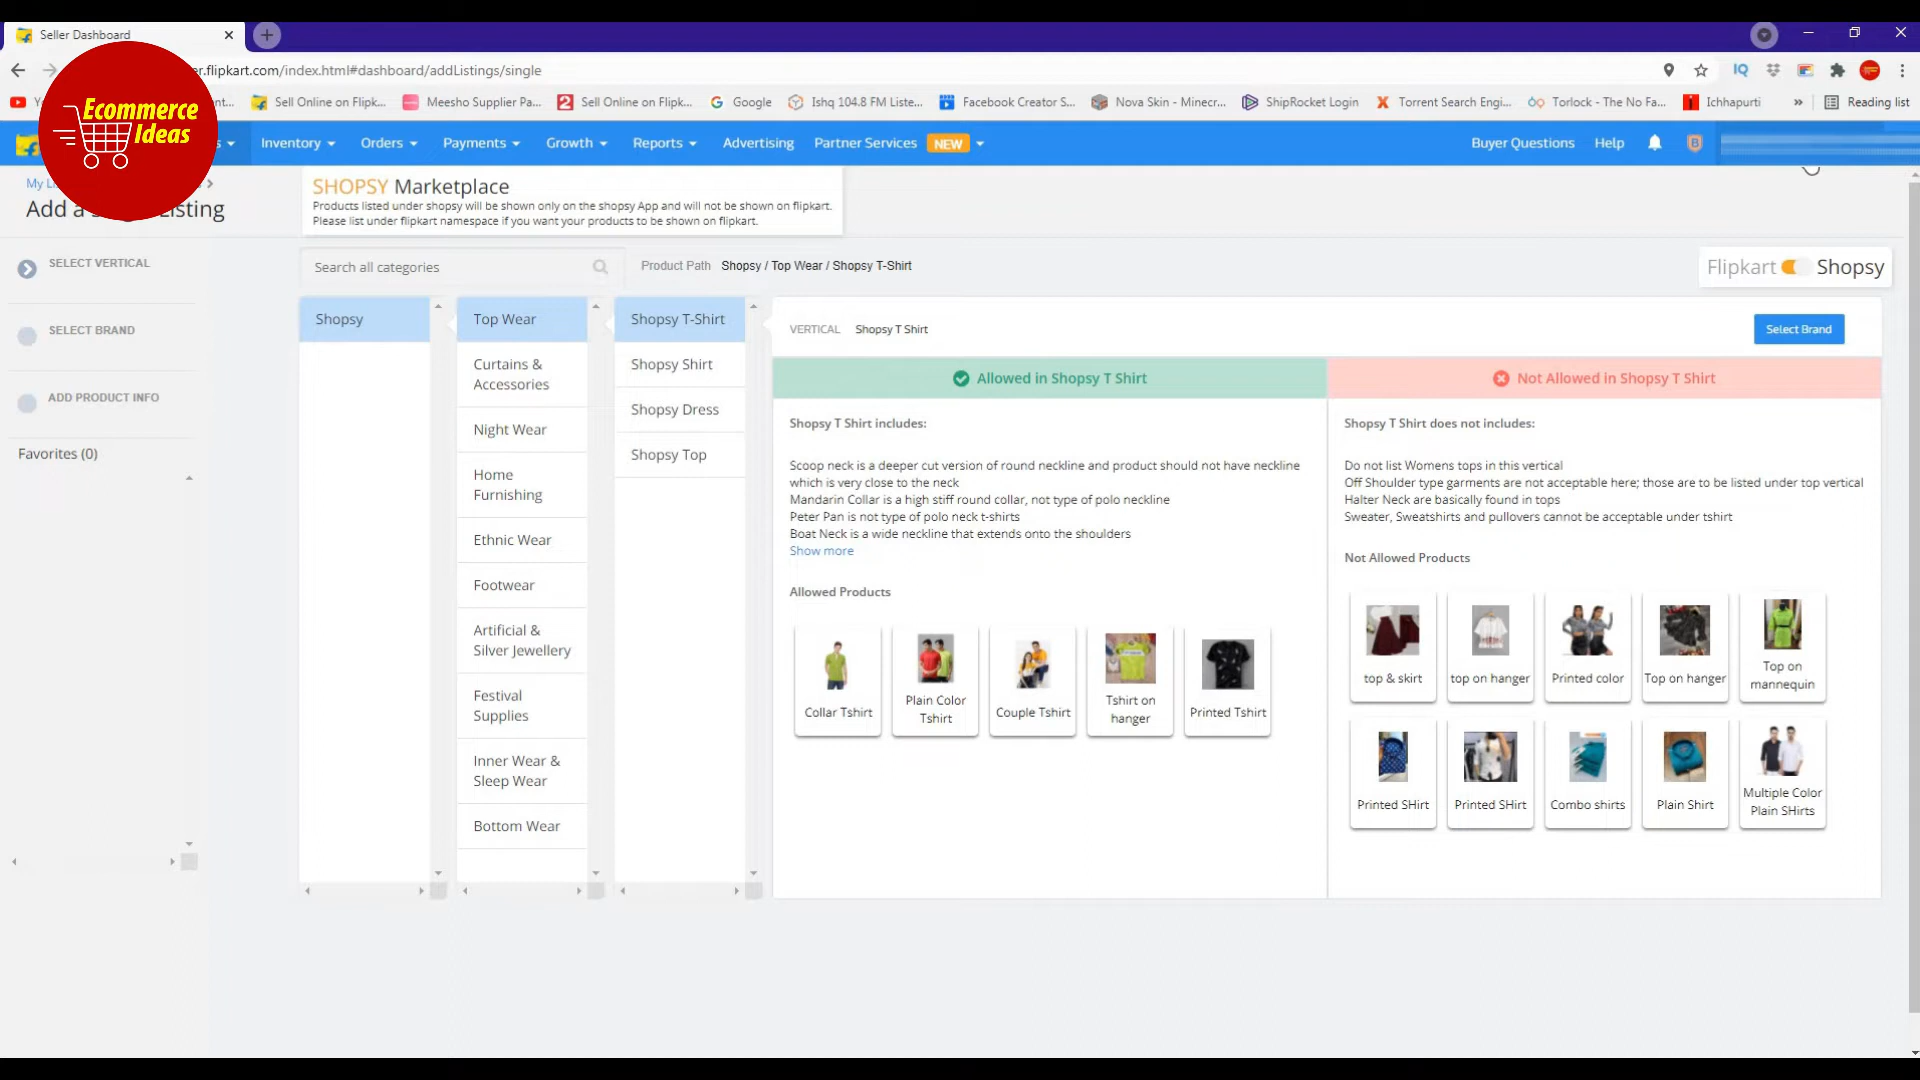 Seller Dashboard
er.flipkart.com/index.html#dashboard/addListings/single
Sell Online on Flipk...
Meesho Supplier Pa...
Sell Online on Flipk...
Google
Ishq 104.8 FM Liste...
Facebook Creator S...
Nova Skin - Minecr...
ShipRocket Login
Torrent Search Engi...
Torlock - The No Fa...
Ichhapurti
»
Reading list
Ecommerce
Ideas
Inventory
Orders
Payments
Growth
Reports
Advertising
Partner Services
NEW
Buyer Questions
Help
My Li
Add a S Listing
SHOPSY Marketplace
Products listed under shopsy will be shown only on the shopsy App and will not be shown on flipkart.
Please list under flipkart namespace if you want your products to be shown on flipkart.
SELECT VERTICAL
SELECT BRAND
ADD PRODUCT INFO
Favorites (0)
Search all categories
Product Path Shopsy / Top Wear / Shopsy T-Shirt
Flipkart Shopsy
Shopsy
Top Wear
Curtains &
Accessories
Night Wear
Home
Furnishing
Ethnic Wear
Footwear
Artificial &
Silver Jewellery
Festival
Supplies
Inner Wear &
Sleep Wear
Bottom Wear
Shopsy T-Shirt
Shopsy Shirt
Shopsy Dress
Shopsy Top
VERTICAL Shopsy T Shirt
Select Brand
Allowed in Shopsy T Shirt
Shopsy T Shirt includes:
Scoop neck is a deeper cut version of round neckline and product should not have neckline
which is very close to the neck
Mandarin Collar is a high stiff round collar, not type of polo neckline
Peter Pan is not type of polo neck t-shirts
Boat Neck is a wide neckline that extends onto the shoulders
Show more
Allowed Products
Collar Tshirt
Plain Color
Tshirt
Couple Tshirt
Tshirt on
hanger
Printed Tshirt
Not Allowed in Shopsy T Shirt
Shopsy T Shirt does not includes:
Do not list Womens tops in this vertical
Off Shoulder type garments are not acceptable here; those are to be listed under top vertical
Halter Neck are basically found in tops
Sweater, Sweatshirts and pullovers cannot be acceptable under tshirt
Not Allowed Products
top & skirt
top on hanger
Printed color
Top on hanger
Top on
mannequin
Printed SHirt
Printed SHirt
Combo shirts
Plain Shirt
Multiple Color
Plain SHirts